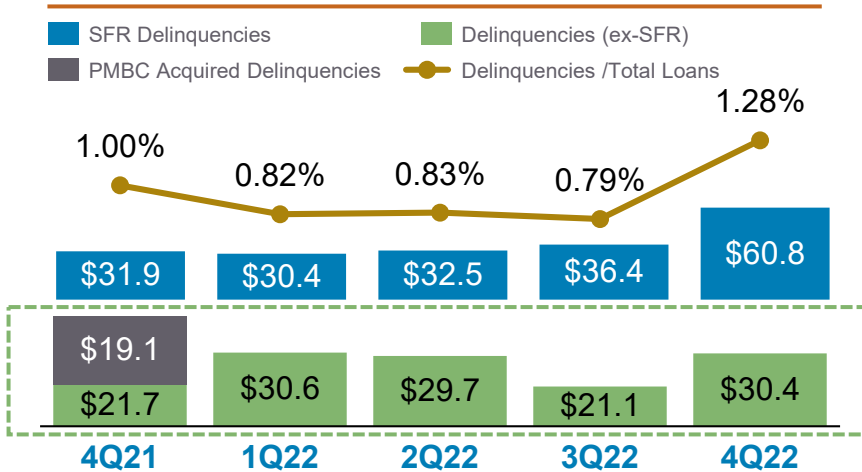 SFR Delinquencies
Delinquencies (ex-SFR)
PMBC Acquired Delinquencies
Delinquencies /Total Loans
1.00%
0.82%
0.83%
0.79%
1.28%
$31.9
$30.4
$32.5
$36.4
$60.8
$19.1
$21.7
$30.6
$29.7
$21.1
$30.4
4Q21
1Q22
2Q22
3Q22
4Q22